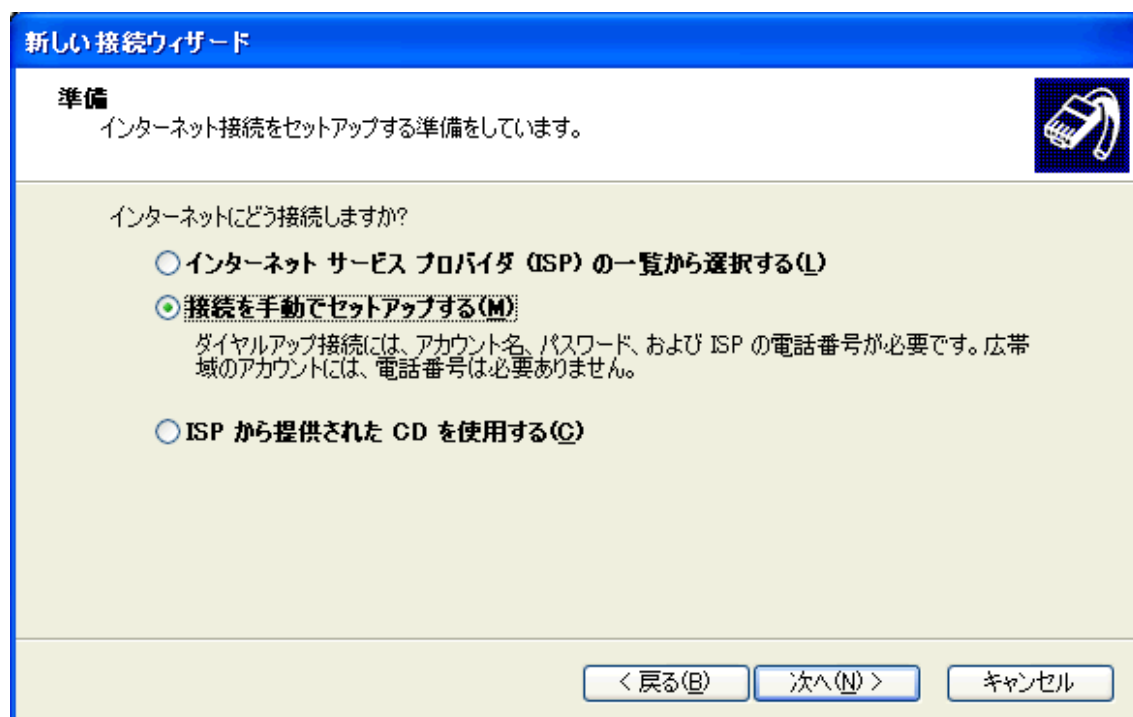 新しい接続ウィザード
準備
インターネット接続をセットアップする準備をしています。
インターネットにどう接続しますか?
インターネット サービス プロバイダ (ISP) の一覧から選択する(L)
接続を手動でセットアップする(M)
ダイヤルアップ接続には、アカウント名、パスワード、および ISP の電話番号が必要です。広帯
域のアカウントには、電話番号は必要ありません。
ISP から提供された CD を使用する(C)
< 戻る(B) 次へ(N) > キャンセル